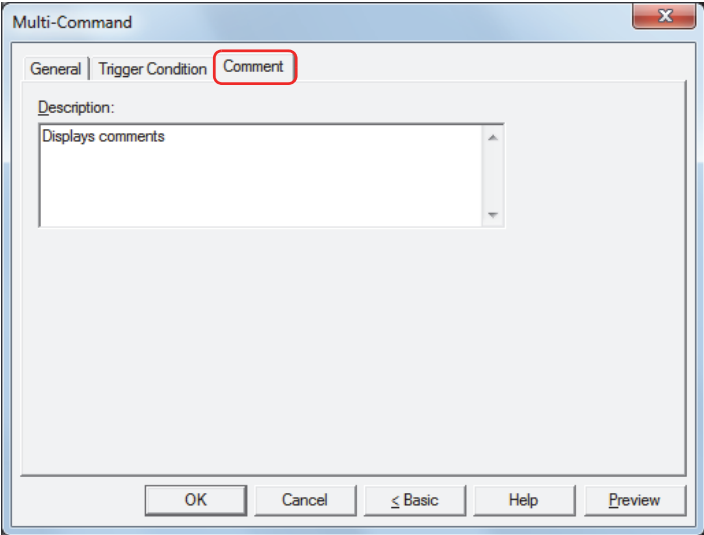 Multi-Command
General Trigger Condition Comment
Description:
Displays comments
OK Cancel < Basic Help Preview